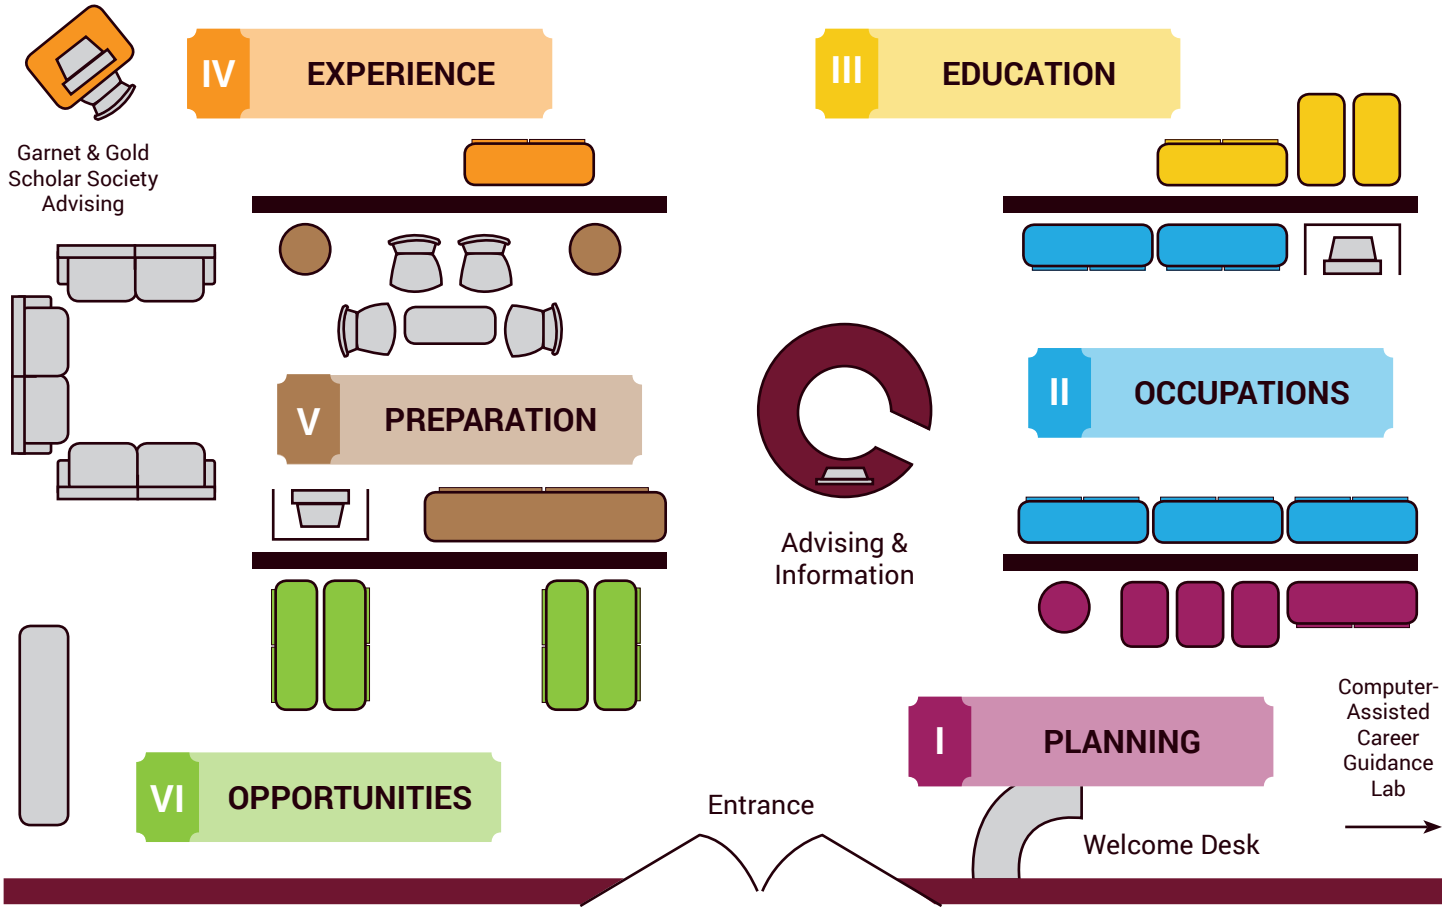 IV
EXPERIENCE
III
EDUCATION
Garnet & Gold
Scholar Society
Advising
V
PREPARATION
II
OCCUPATIONS
Advising &
Information
I
PLANNING
Computer-
Assisted
Career
Guidance
Lab
VI
OPPORTUNITIES
Entrance
Welcome Desk